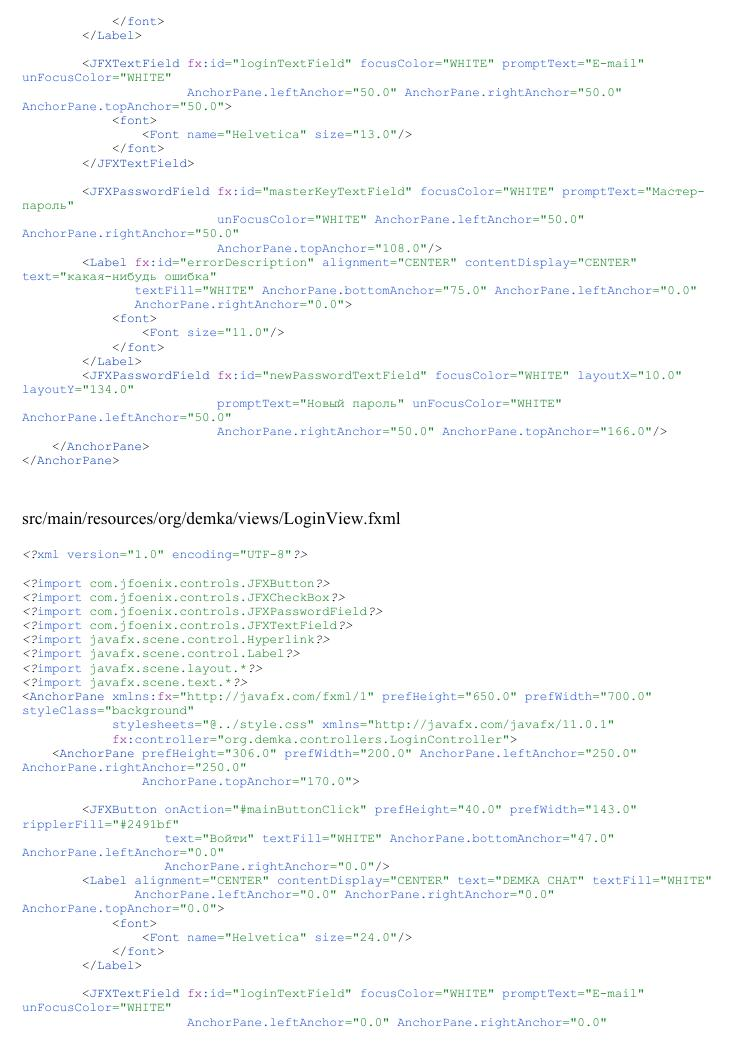 </font>
</Label>
<JFXTextField fx:id="loginTextField" focusColor="WHITE" promptText="E-mail"
unFocusColor="WHITE"
AnchorPane.leftAnchor="50.0" AnchorPane.rightAnchor="50.0"
AnchorPane.topAnchor="50.0">
<font>
<Font name="Helvetica" size="13.0"/>
</font>
</JFXTextField>
<JFXPasswordField fx:id="masterKeyTextField" focusColor="WHITE" promptText="Мастер-
пароль"
unFocusColor="WHITE" AnchorPane.leftAnchor="50.0"
AnchorPane.rightAnchor="50.0"
AnchorPane.topAnchor="108.0"/>
<Label fx:id="errorDescription" alignment="CENTER" contentDisplay="CENTER"
text="какая-нибудь ошибка"
textFill="WHITE" AnchorPane.bottomAnchor="75.0" AnchorPane.leftAnchor="0.0"
AnchorPane.rightAnchor="0.0">
<font>
<Font size="11.0"/>
</font>
</Label>
<JFXPasswordField fx:id="newPasswordTextField" focusColor="WHITE" layoutX="10.0"
layoutY="134.0"
promptText="Новый пароль" unFocusColor="WHITE"
AnchorPane.leftAnchor="50.0"
AnchorPane.rightAnchor="50.0" AnchorPane.topAnchor="166.0"/>
</AnchorPane>
</AnchorPane>
src/main/resources/org/demka/views/LoginView.fxml
<?xml version="1.0" encoding="UTF-8"?>
<?import com.jfoenix.controls.JFXButton?>
<?import com.jfoenix.controls.JFXCheckBox?>
<?import com.jfoenix.controls.JFXPasswordField?>
<?import com.jfoenix.controls.JFXTextField?>
<?import javafx.scene.control.Hyperlink?>
<?import javafx.scene.control.Label?>
<?import javafx.scene.layout.*?>
<?import javafx.scene.text.*?>
<AnchorPane xmlns:fx="http://javafx.com/fxml/1" prefHeight="650.0" prefWidth="700.0"
styleClass="background"
stylesheets="@../style.css" xmlns="http://javafx.com/javafx/11.0.1"
fx:controller="org.demka.controllers.LoginController">
<AnchorPane prefHeight="306.0" prefWidth="200.0" AnchorPane.leftAnchor="250.0"
AnchorPane.rightAnchor="250.0"
AnchorPane.topAnchor="170.0">
<JFXButton onAction="#mainButtonClick" prefHeight="40.0" prefWidth="143.0"
ripplerFill="#2491bf"
text="Войти" textFill="WHITE" AnchorPane.bottomAnchor="47.0"
AnchorPane.leftAnchor="0.0"
AnchorPane.rightAnchor="0.0"/>
<Label alignment="CENTER" contentDisplay="CENTER" text="DEMKA CHAT" textFill="WHITE"
AnchorPane.leftAnchor="0.0" AnchorPane.rightAnchor="0.0"
AnchorPane.topAnchor="0.0">
<font>
<Font name="Helvetica" size="24.0"/>
</font>
</Label>
<JFXTextField fx:id="loginTextField" focusColor="WHITE" promptText="E-mail"
unFocusColor="WHITE"
AnchorPane.leftAnchor="0.0" AnchorPane.rightAnchor="0.0"